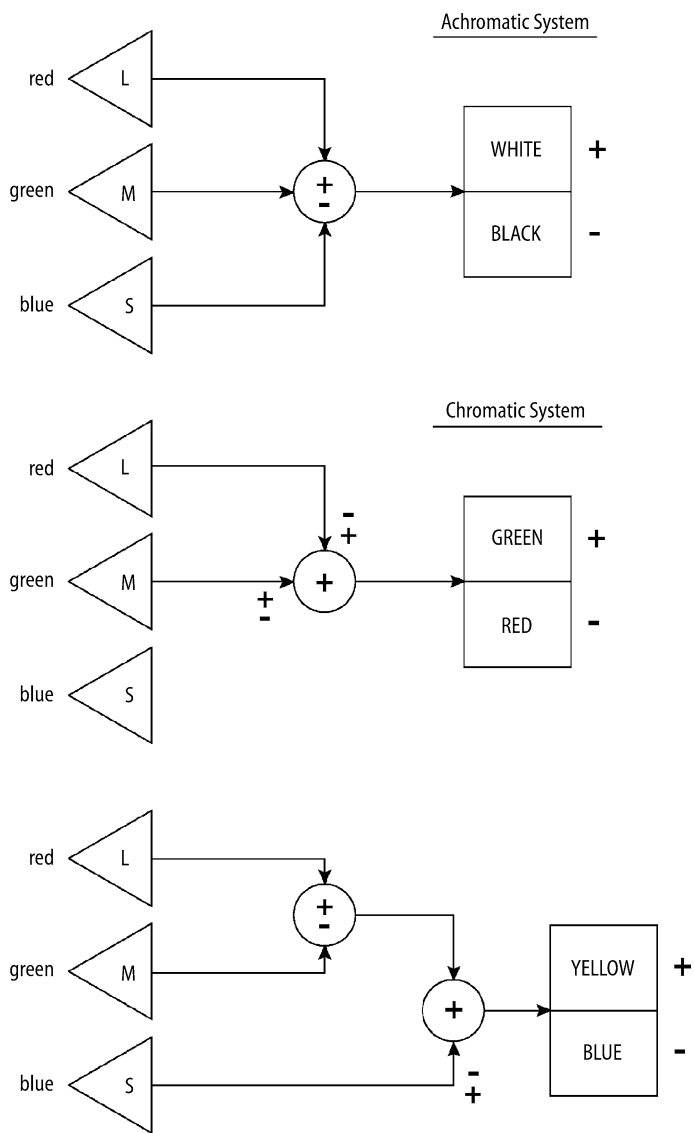 Achromatic System
red L
green M + - WHITE +
BLACK -
blue S
Chromatic System
red L
- +
GREEN +
green M + - +
RED -
blue S
red L
+ -
green M YELLOW +
+
BLUE -
blue S - +